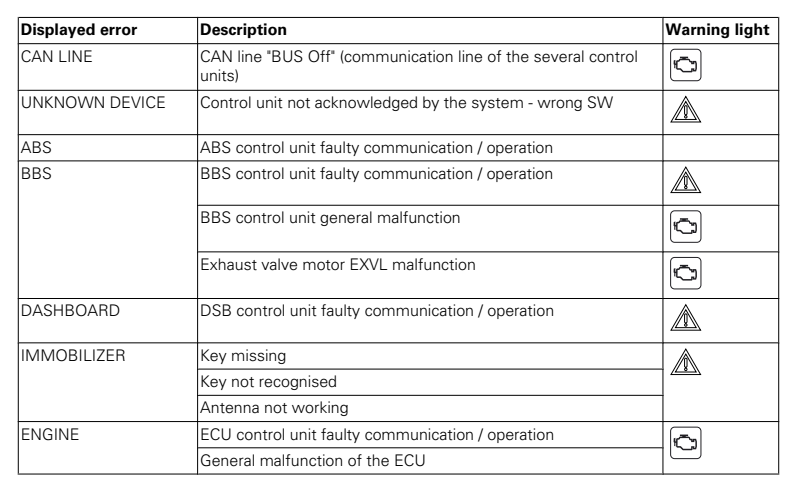 Displayed error Description Warning light
CAN LINE CAN line "BUS Off" (communication line of the several control
units)
UNKNOWN DEVICE Control unit not acknowledged by the system - wrong SW
ABS ABS control unit faulty communication / operation
BBS BBS control unit faulty communication / operation
BBS control unit general malfunction
Exhaust valve motor EXVL malfunction
DASHBOARD DSB control unit faulty communication / operation
IMMOBILIZER Key missing
Key not recognised
Antenna not working
ENGINE ECU control unit faulty communication / operation
General malfunction of the ECU